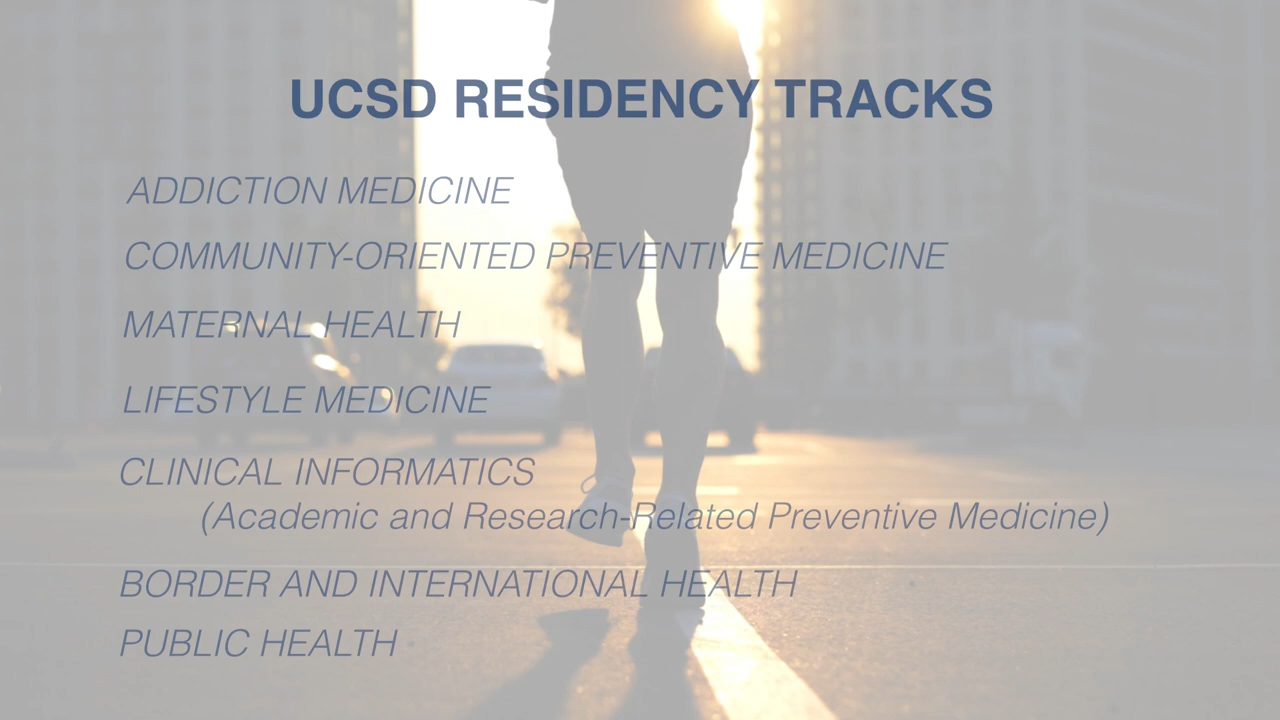 UCSD RESIDENCY TRACKS
ADDICTION MEDICINE
COMMUNITY-ORIENTED PREVENTIVE MEDICINE
MATERNAL HEALTH
LIFESTYLE MEDICINE
CLINICAL INFORMATICS
(Academic and Research-Related Preventive Medicine)
BORDER AND INTERNATIONAL HEALTH
PUBLIC HEALTH